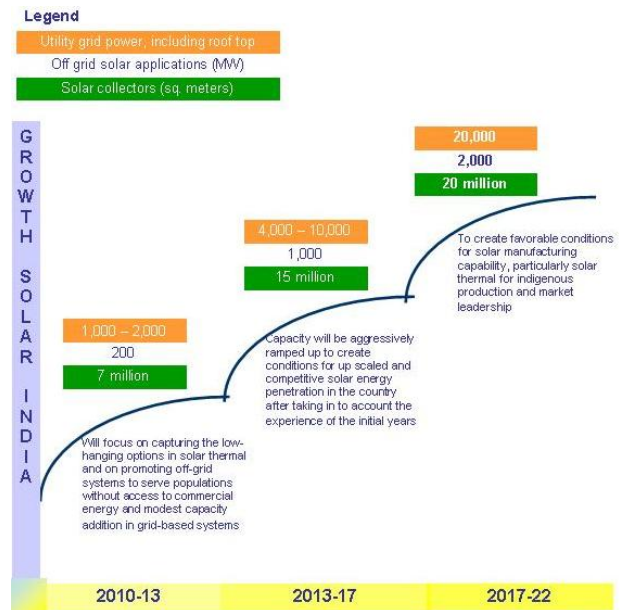 Legend
Utility grid power, including roof top
Off grid solar applications (MW)
Solar collectors (sq. meters)
GROWTH SOLAR INDIA
20,000
2,000
20 million
To create favorable conditions
for solar manufacturing
capability, particularly solar
thermal for indigenous
production and market
leadership
4,000 – 10,000
1,000
15 million
Capacity will be aggressively
ramped up to create
conditions for up scaled and
competitive solar energy
penetration in the country
after taking in to account the
experience of the initial years
1,000 – 2,000
200
7 million
Will focus on capturing the low-
hanging options in solar thermal
and on promoting off-grid
systems to serve populations
without access to commercial
energy and modest capacity
addition in grid-based systems
2010-13
2013-17
2017-22